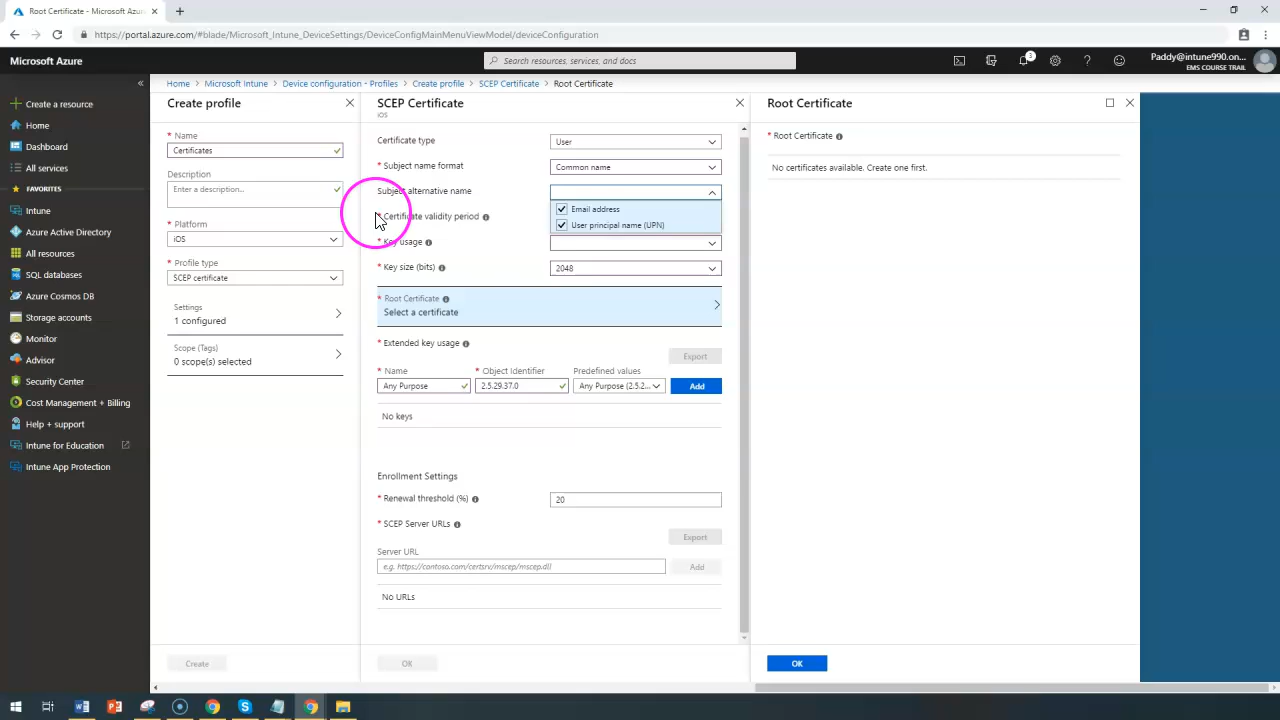 Root Certificate - Microsoft Azur
https://portal.azure.com/#blade/Microsoft_Intune_DeviceSettings/DeviceConfigMainMenuViewModel/deviceConfiguration
Microsoft Azure
Search resources, services, and docs
3
Paddy@intune990.on...
EMS COURSE TRAIL
Create a resource
Home
Dashboard
All services
FAVORITES
Intune
Azure Active Directory
All resources
SQL databases
Azure Cosmos DB
Storage accounts
Monitor
Advisor
Security Center
Cost Management + Billing
Help + support
Intune for Education
Intune App Protection
Home > Microsoft Intune > Device configuration - Profiles > Create profile > SCEP Certificate > Root Certificate
Create profile
* Name
Certificates
Description
Enter a description...
* Platform
iOS
* Profile type
SCEP certificate
Settings
1 configured
Scope (Tags)
0 scope(s) selected
Create
SCEP Certificate
iOS
Certificate type
User
* Subject name format
Common name
Subject alternative name
Email address
User principal name (UPN)
* Certificate validity period
* Key usage
* Key size (bits)
2048
* Root Certificate
Select a certificate
* Extended key usage
Export
* Name
* Object Identifier
Predefined values
Any Purpose
2.5.29.37.0
Any Purpose (2.5.2...
Add
No keys
Enrollment Settings
* Renewal threshold (%)
20
* SCEP Server URLs
Export
Server URL
e.g. https://contoso.com/certsrv/mscep/mscep.dll
Add
No URLs
OK
Root Certificate
* Root Certificate
No certificates available. Create one first.
OK